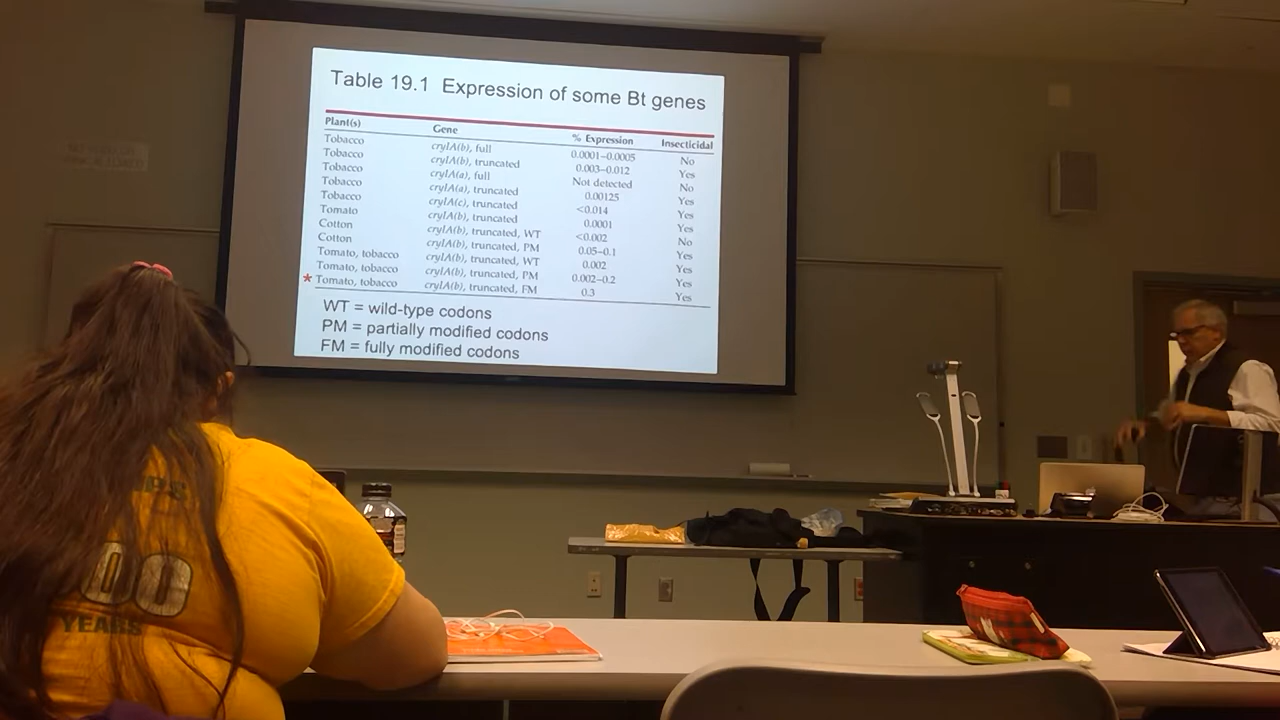 Table 19.1 Expression of some Bt genes
Plant(s) Gene % Expression Insecticidal
Tobacco cryIA(b), full 0.0001–0.0005 No
Tobacco cryIA(b), truncated 0.003–0.012 Yes
Tobacco cryIA(a), full Not detected No
Tobacco cryIA(a), truncated 0.00125 Yes
Tobacco cryIA(c), truncated <0.014 Yes
Tomato cryIA(b), truncated 0.0001 Yes
Cotton cryIA(b), truncated, WT <0.002 No
Cotton cryIA(b), truncated, PM 0.05–0.1 Yes
Tomato, tobacco cryIA(b), truncated, WT 0.002 Yes
Tomato, tobacco cryIA(b), truncated, PM 0.002–0.2 Yes
* Tomato, tobacco cryIA(b), truncated, FM 0.3 Yes
WT = wild-type codons
PM = partially modified codons
FM = fully modified codons
00
YEARS